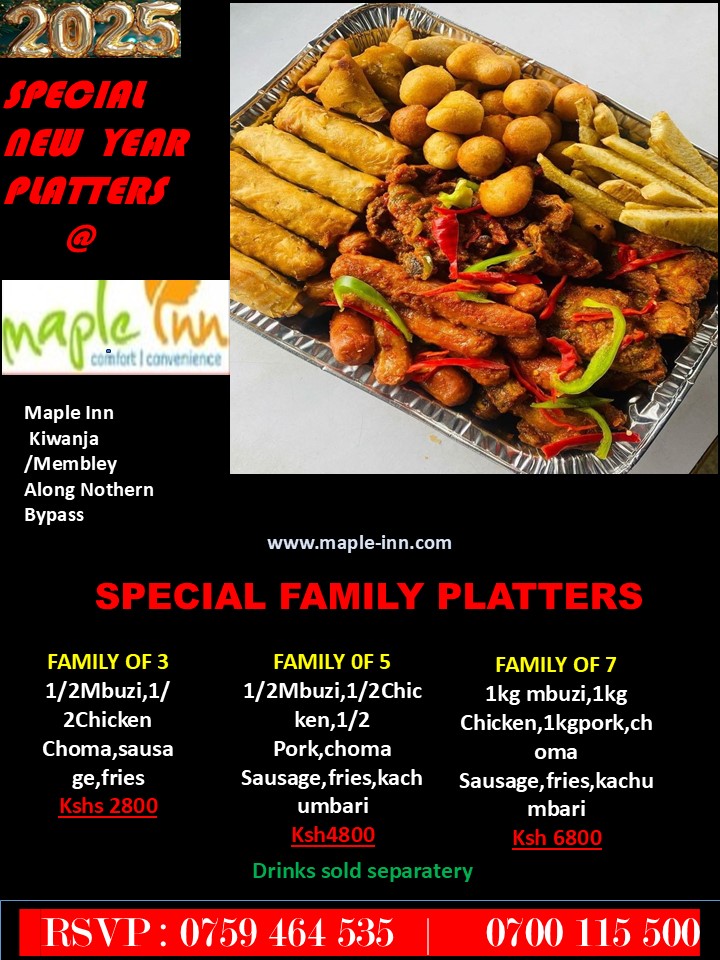 2025
SPECIAL
NEW YEAR
PLATTERS
@
maple Inn
comfort | convenience
Maple Inn
Kiwanja
/Membley
Along Nothern
Bypass
www.maple-inn.com
SPECIAL FAMILY PLATTERS
FAMILY OF 3
1/2Mbuzi,1/
2Chicken
Choma,sausa
ge,fries
Kshs 2800
FAMILY 0F 5
1/2Mbuzi,1/2Chic
ken,1/2
Pork,choma
Sausage,fries,kach
umbari
Ksh4800
FAMILY OF 7
1kg mbuzi,1kg
Chicken,1kgpork,ch
oma
Sausage,fries,kachu
mbari
Ksh 6800
Drinks sold separatery
RSVP : 0759 464 535 | 0700 115 500